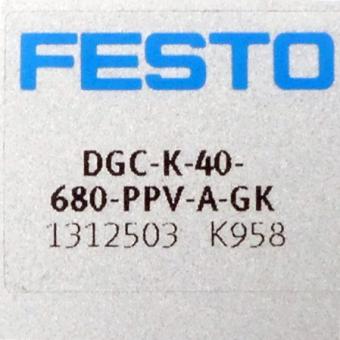 FESTO
DGC-K-40-
680-PPV-A-GK
1312503 K958